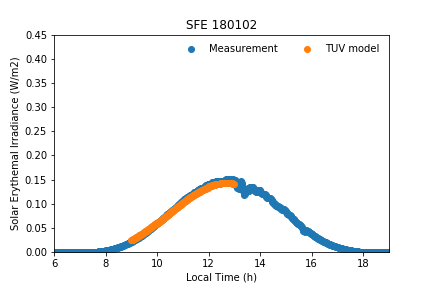 SFE 180102
Measurement TUV model
Solar Erythemal Irradiance (W/m2)
0.45
0.40
0.35
0.30
0.25
0.20
0.15
0.10
0.05
0.00
6 8 10 12 14 16 18
Local Time (h)